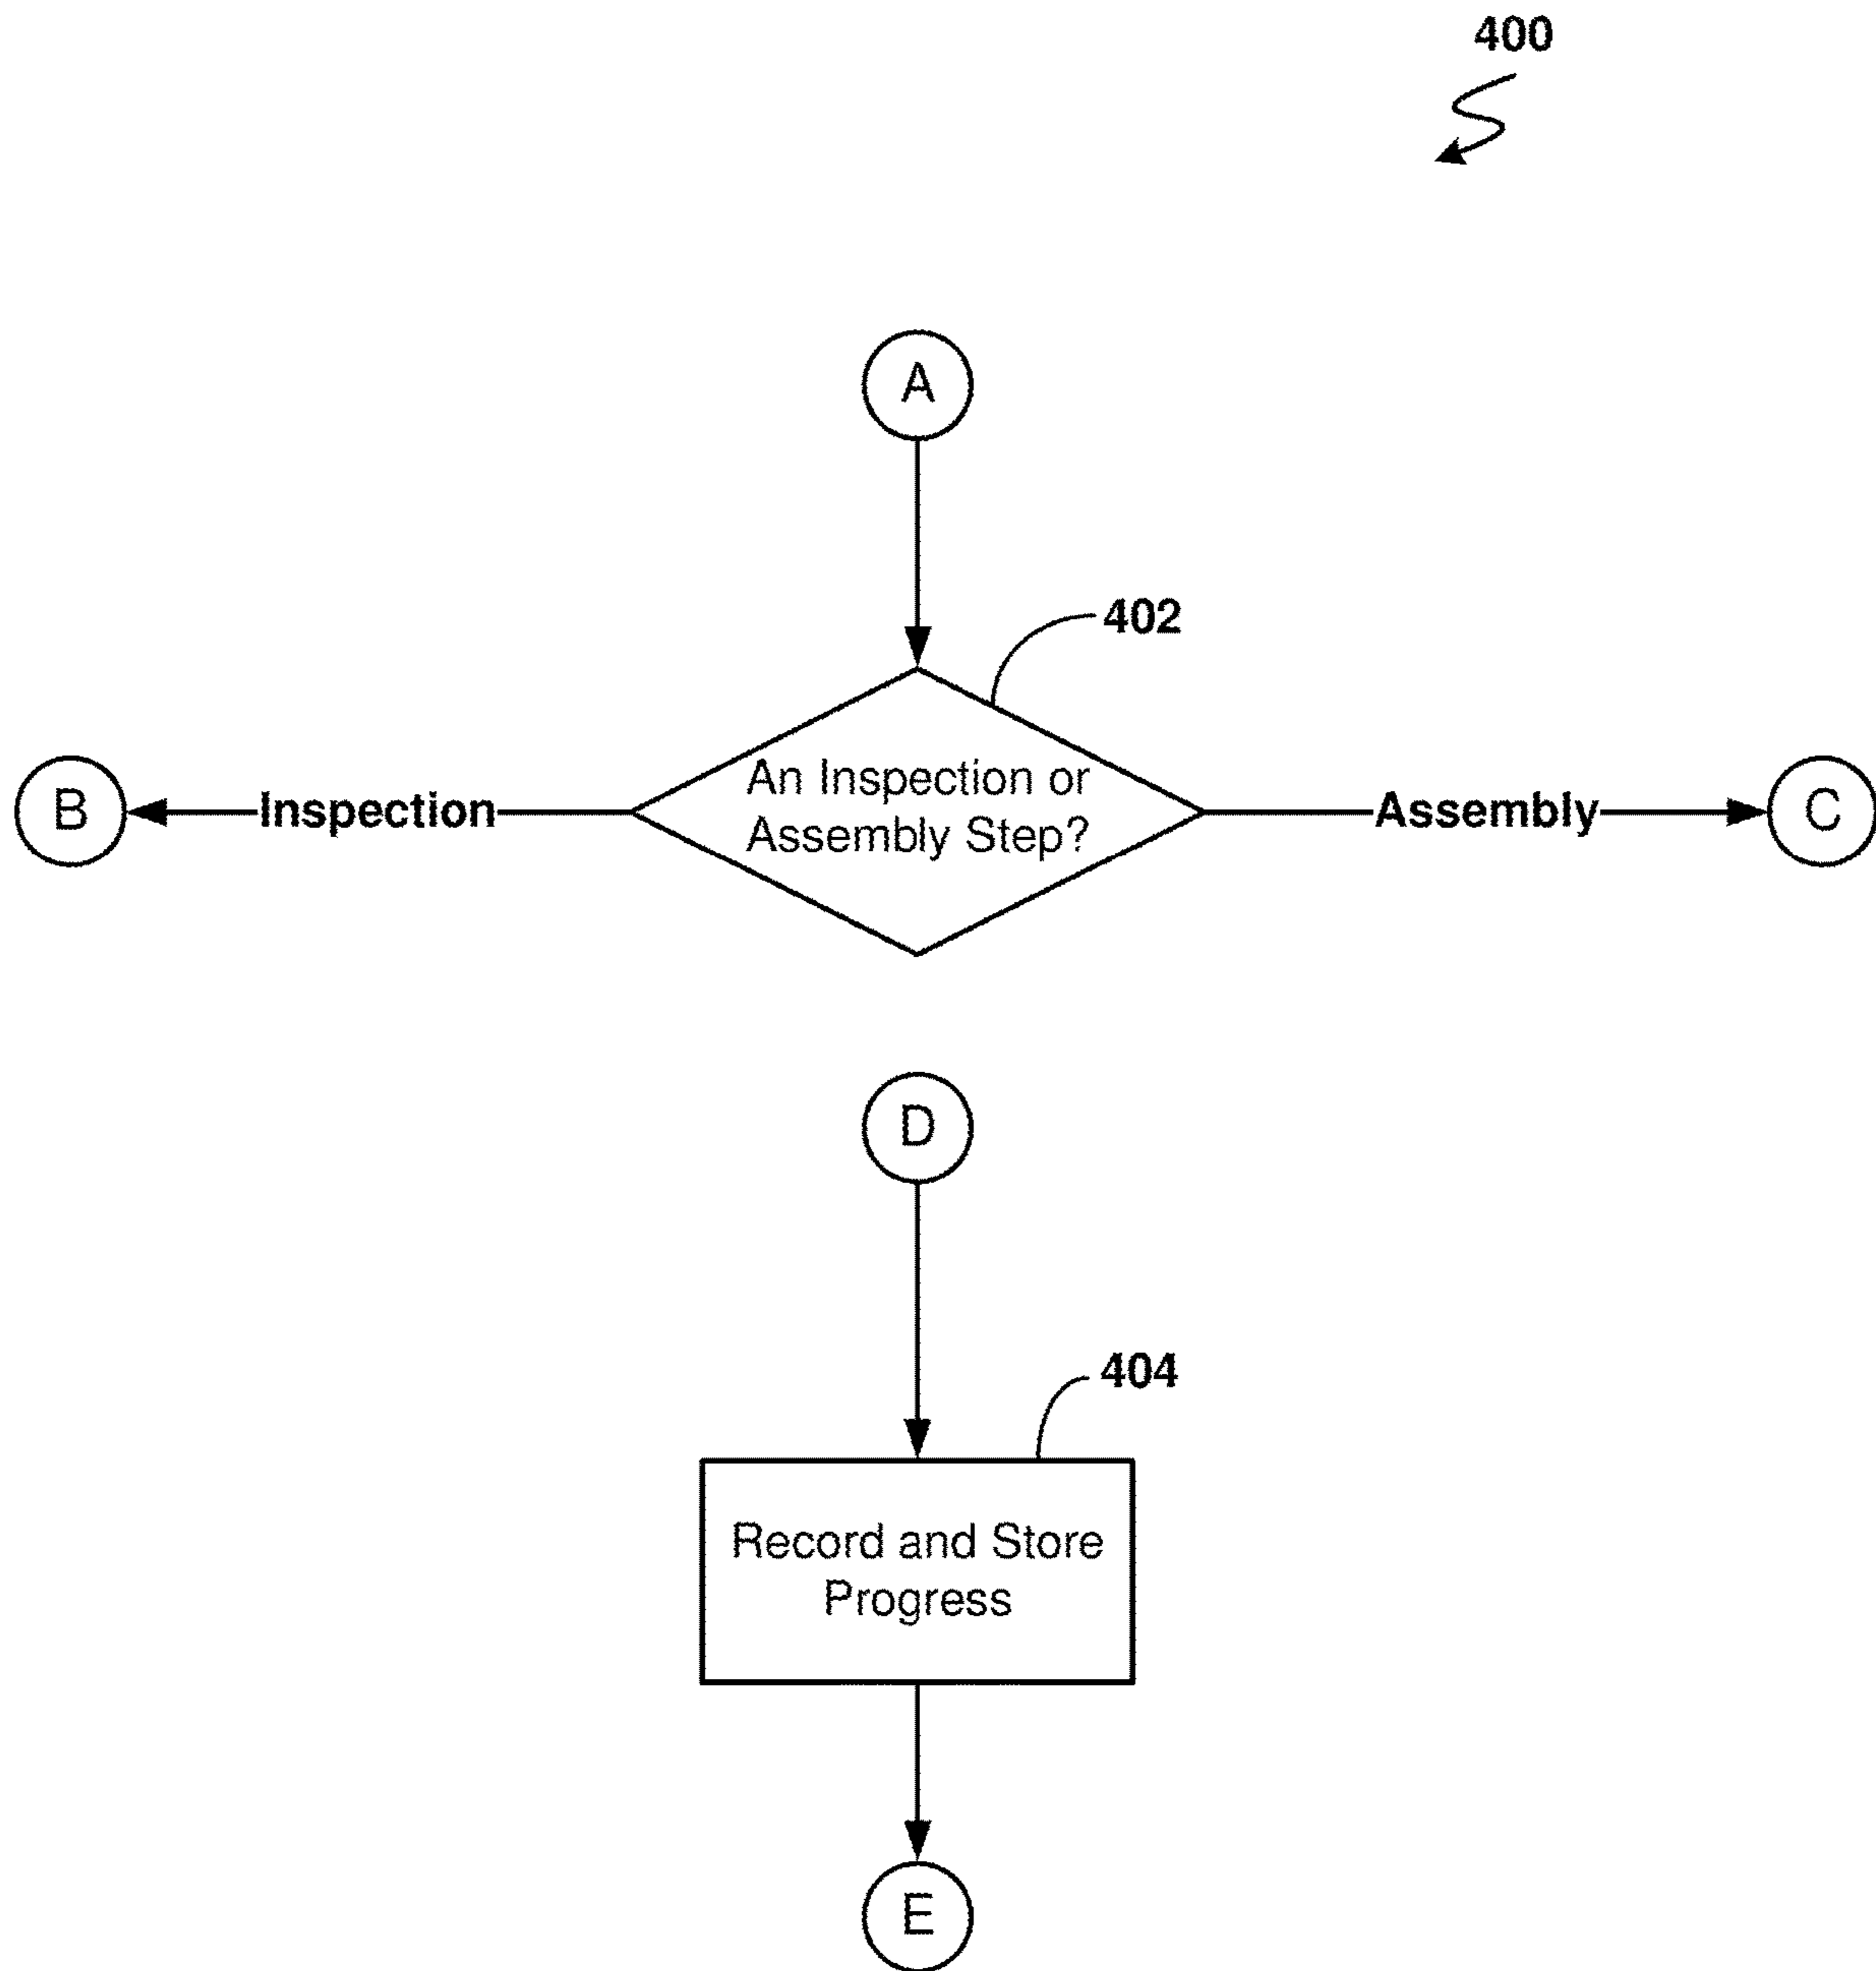 400
A
402
An Inspection or
Assembly Step?
B
Inspection
Assembly
C
D
404
Record and Store
Progress
E